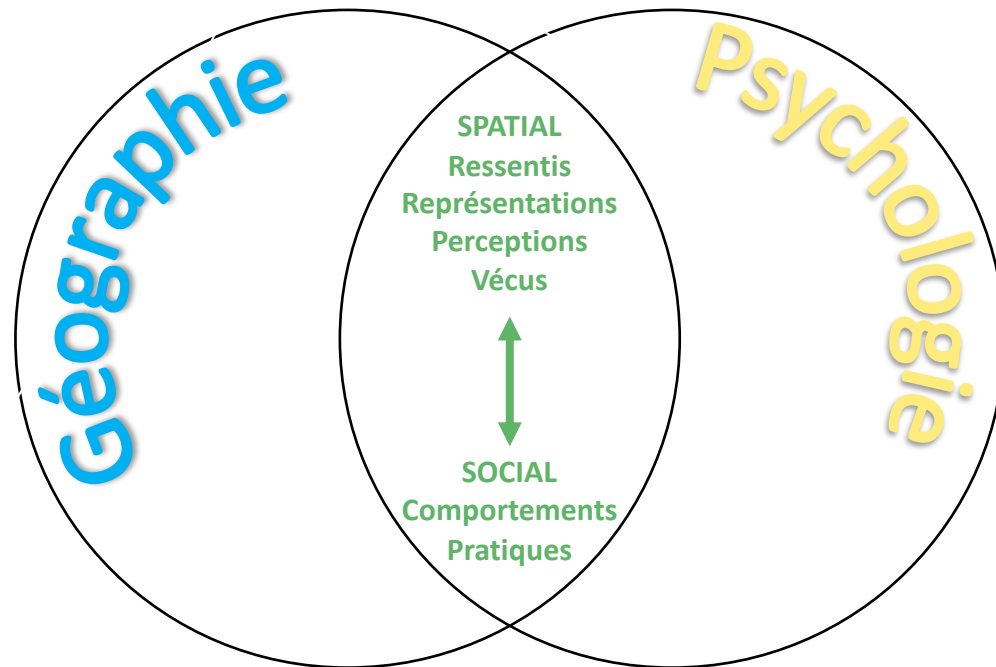 Géographie
SPATIAL
Ressentis
Représentations
Perceptions
Vécus
SOCIAL
Comportements
Pratiques
Psychologie